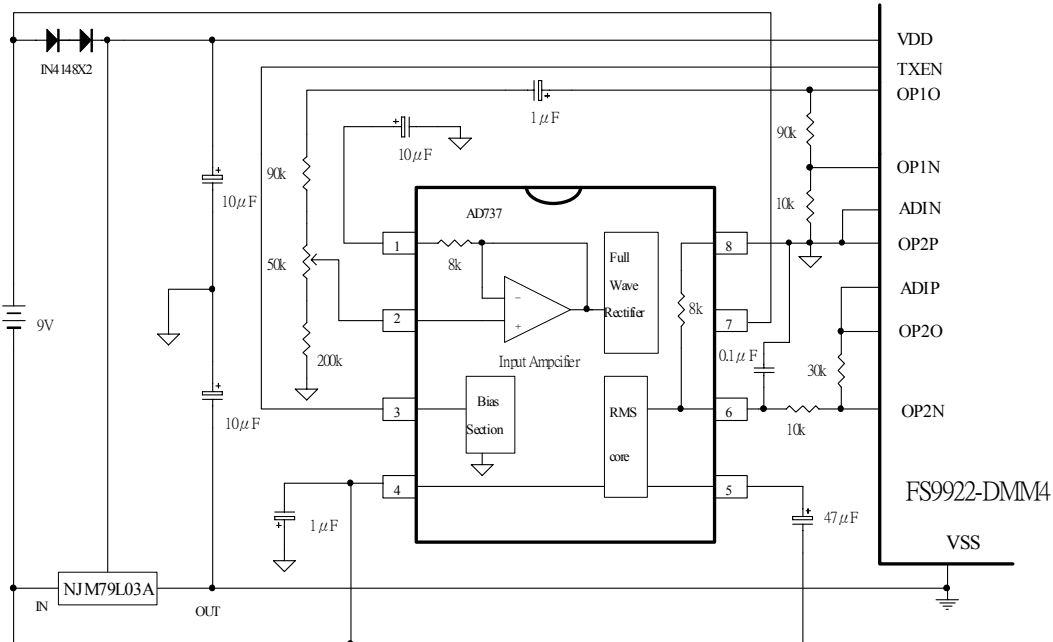 VDD
TXEN
IN4148X2
OP1O
1μF
90k
10μF
OP1N
90k
10μF
10k
ADIN
AD737
1
8
OP2P
8k
Full
Wave
Rectifier
50k
8k
ADIP
9V
2
−
+
7
OP2O
0.1μF
Input Ampcifier
200k
30k
10μF
3
Bias
Section
RMS
core
6
10k
OP2N
4
5
FS9922-DMM4
1μF
47μF
VSS
NJM79L03A
IN
OUT